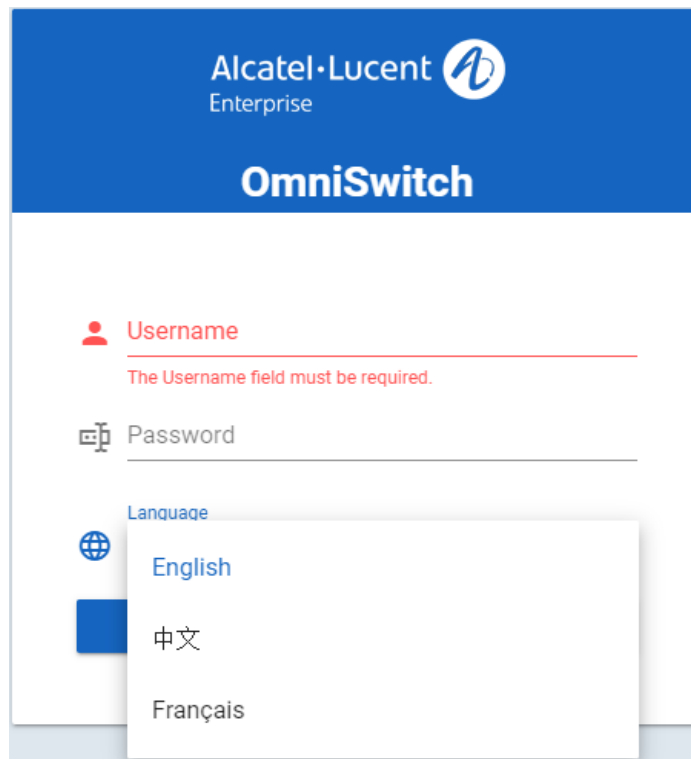 Alcatel·Lucent
Enterprise
OmniSwitch
Username
The Username field must be required.
Password
Language
English
中文
Français